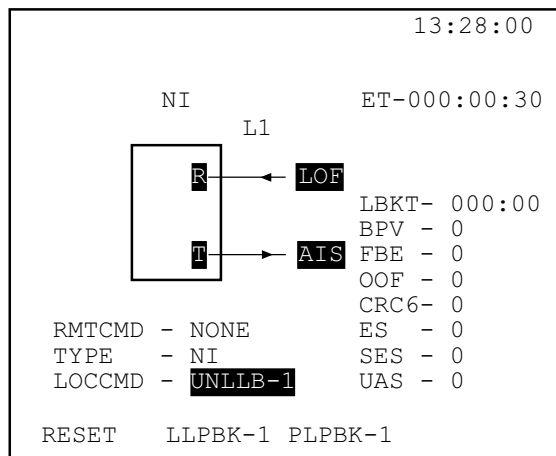 13:28:00
NI ET-000:00:30
L1
R LOF
LBKT- 000:00
BPV - 0
T AIS FBE - 0
OOF - 0
CRC6- 0
RMTCMD - NONE ES - 0
TYPE - NI SES - 0
LOCCMD - UNLLB-1 UAS - 0
RESET LLPBK-1 PLPBK-1